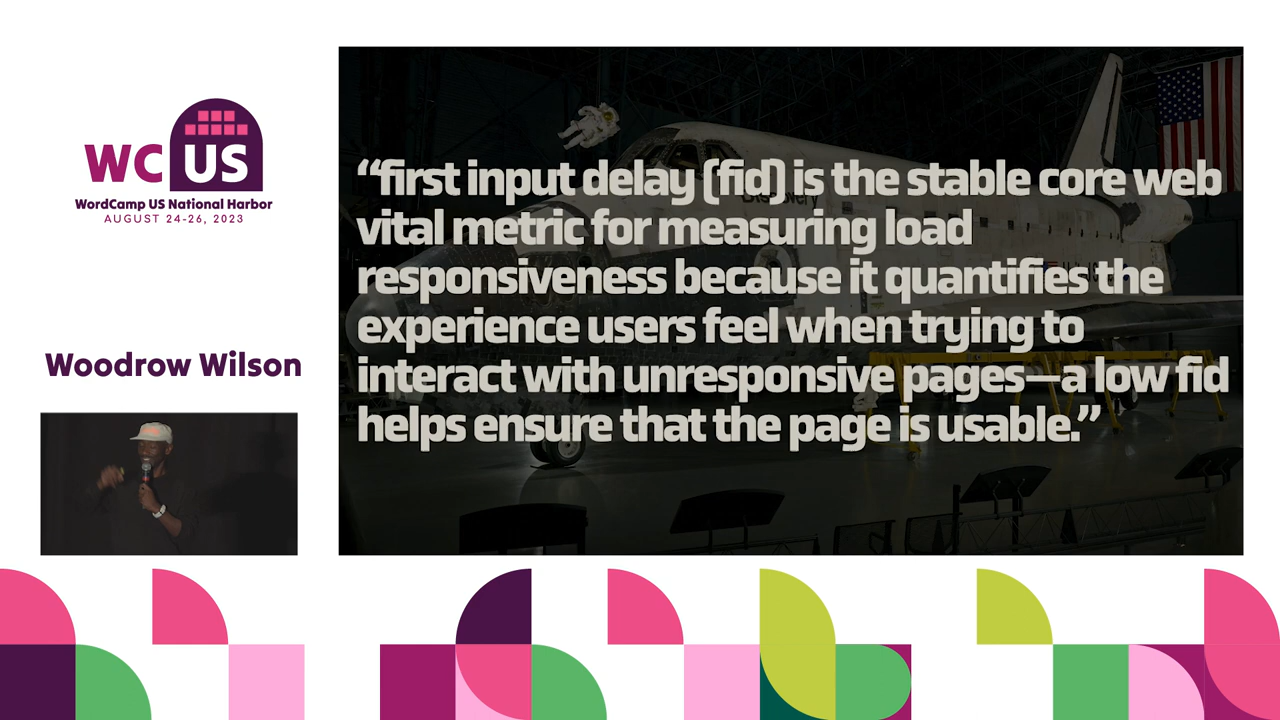 WC US
WordCamp US National Harbor
AUGUST 24-26, 2023
Woodrow Wilson
“first input delay (fid) is the stable core web
vital metric for measuring load
responsiveness because it quantifies the
experience users feel when trying to
interact with unresponsive pages—a low fid
helps ensure that the page is usable.”
Discovery